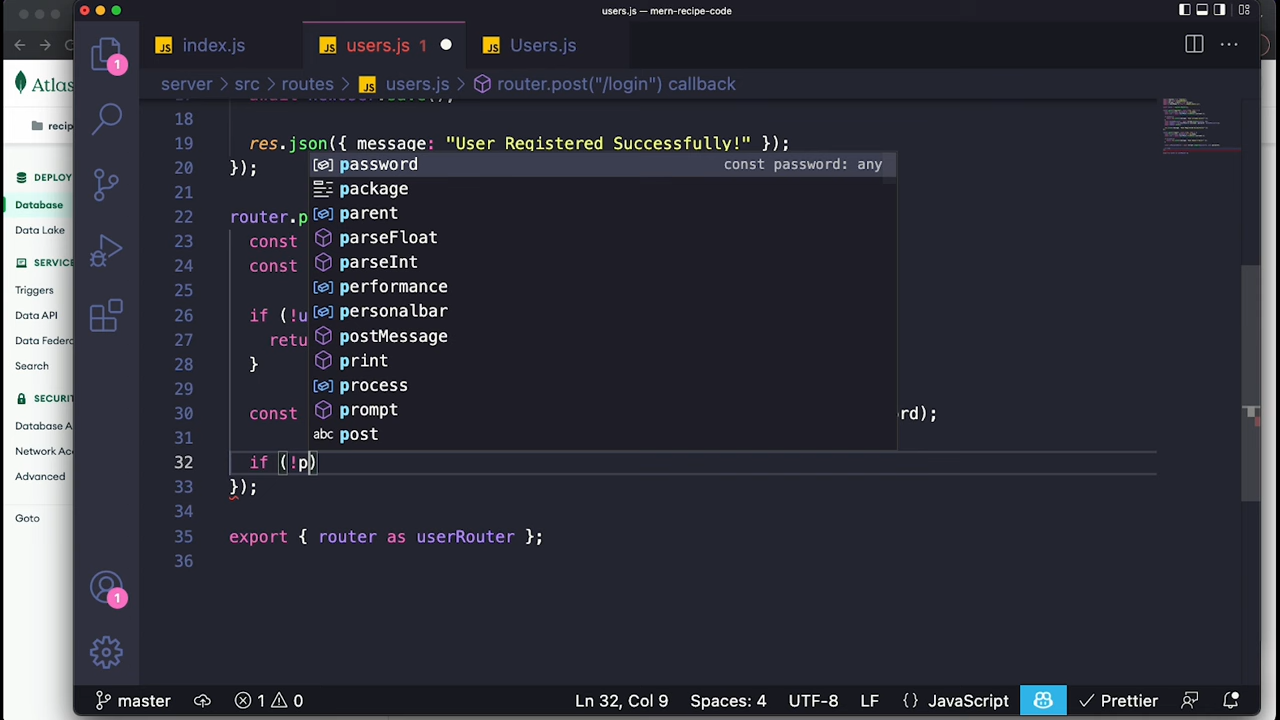 users.js — mern-recipe-code
index.js
users.js 1
Users.js
server > src > routes > users.js > router.post("/login") callback
Atlas
recip
DEPLOY
Database
Data Lake
SERVICE
Triggers
Data API
Data Federa
Search
SECURIT
Database A
Network Acc
Advanced
Goto
18
19 res.json({ message: "User Registered Successfully!" });
20 });
21
22 router.p
23 const
24 const
25
26 if (!u
27 retu
28 }
29
30 const rd);
31
32 if (!p)
33 });
34
35 export { router as userRouter };
36
password const password: any
package
parent
parseFloat
parseInt
performance
personalbar
postMessage
print
process
prompt
abc post
1
1
master 1 0 Ln 32, Col 9 Spaces: 4 UTF-8 LF {} JavaScript Prettier